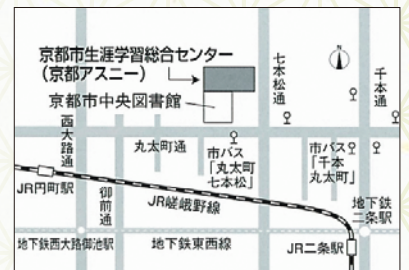 京都市生涯学習総合センター
(京都アスニー)
京都市中央図書館
七本松通
N
千本通
西大路通
御前通
丸太町通
市バス
「丸太町
七本松」
市バス
「千本
丸太町」
JR円町駅
JR嵯峨野線
地下鉄
二条駅
地下鉄西大路御池駅
地下鉄東西線
JR二条駅